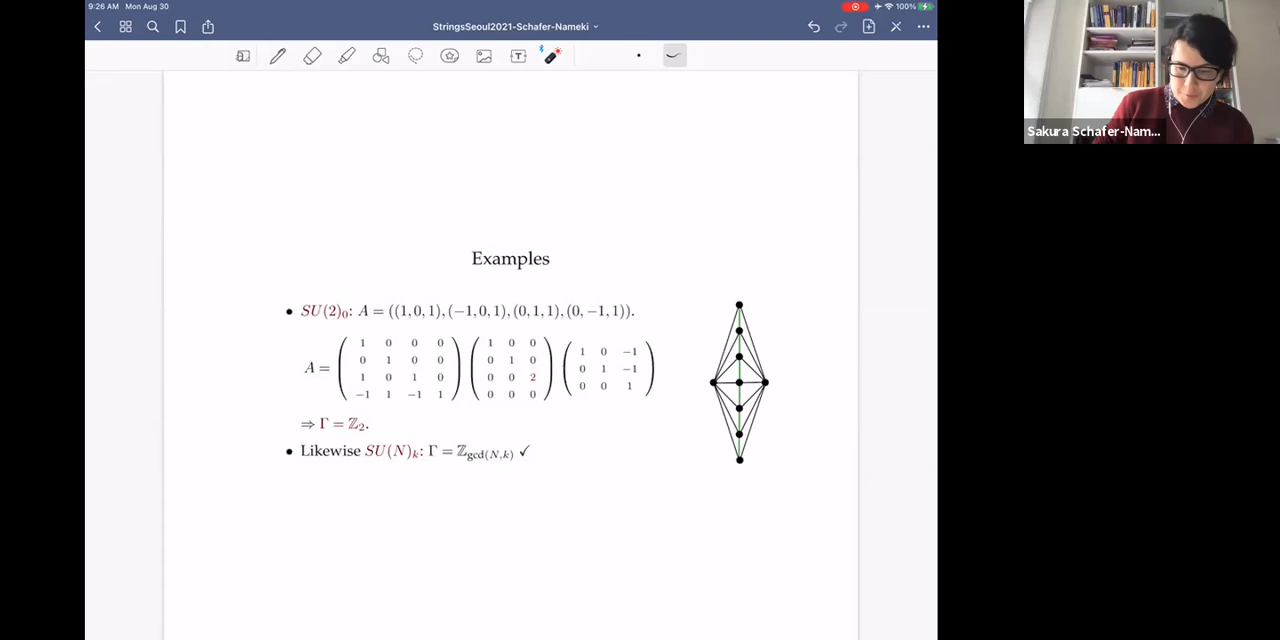 9:26 AM Mon Aug 30
100%
StringsSeoul2021-Schafer-Nameki
Sakura Schafer-Nam...
Examples
• SU(2)₀: A = ((1, 0, 1), (−1, 0, 1), (0, 1, 1), (0, −1, 1)).
1 0 0 0 1 0 0
0 1 0 0 0 1 0 1 0 −1
A = 1 0 1 0 0 0 2 0 1 −1
−1 1 −1 1 0 0 0 0 0 1
⇒ Γ = ℤ₂.
• Likewise SU(N)ₖ: Γ = ℤ_gcd(N,k) ✓